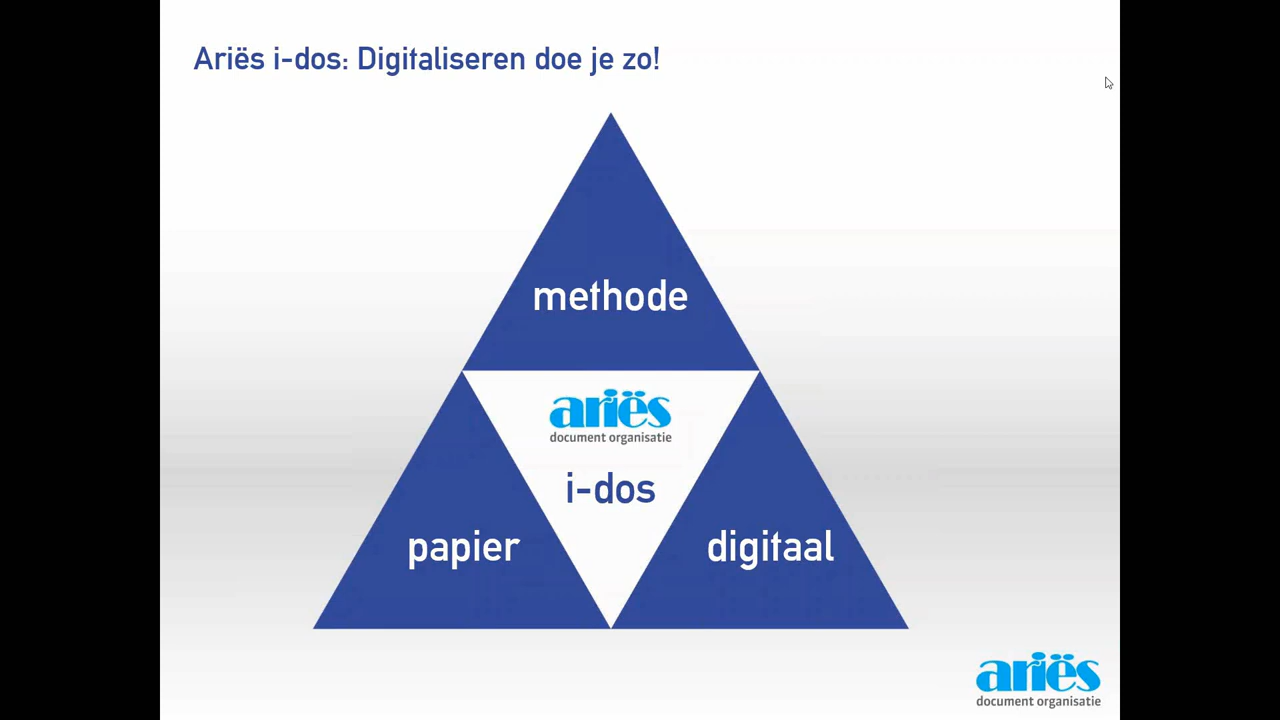 Ariës i-dos: Digitaliseren doe je zo!
methode
ariës
document organisatie
i-dos
papier
digitaal
ariës
document organisatie